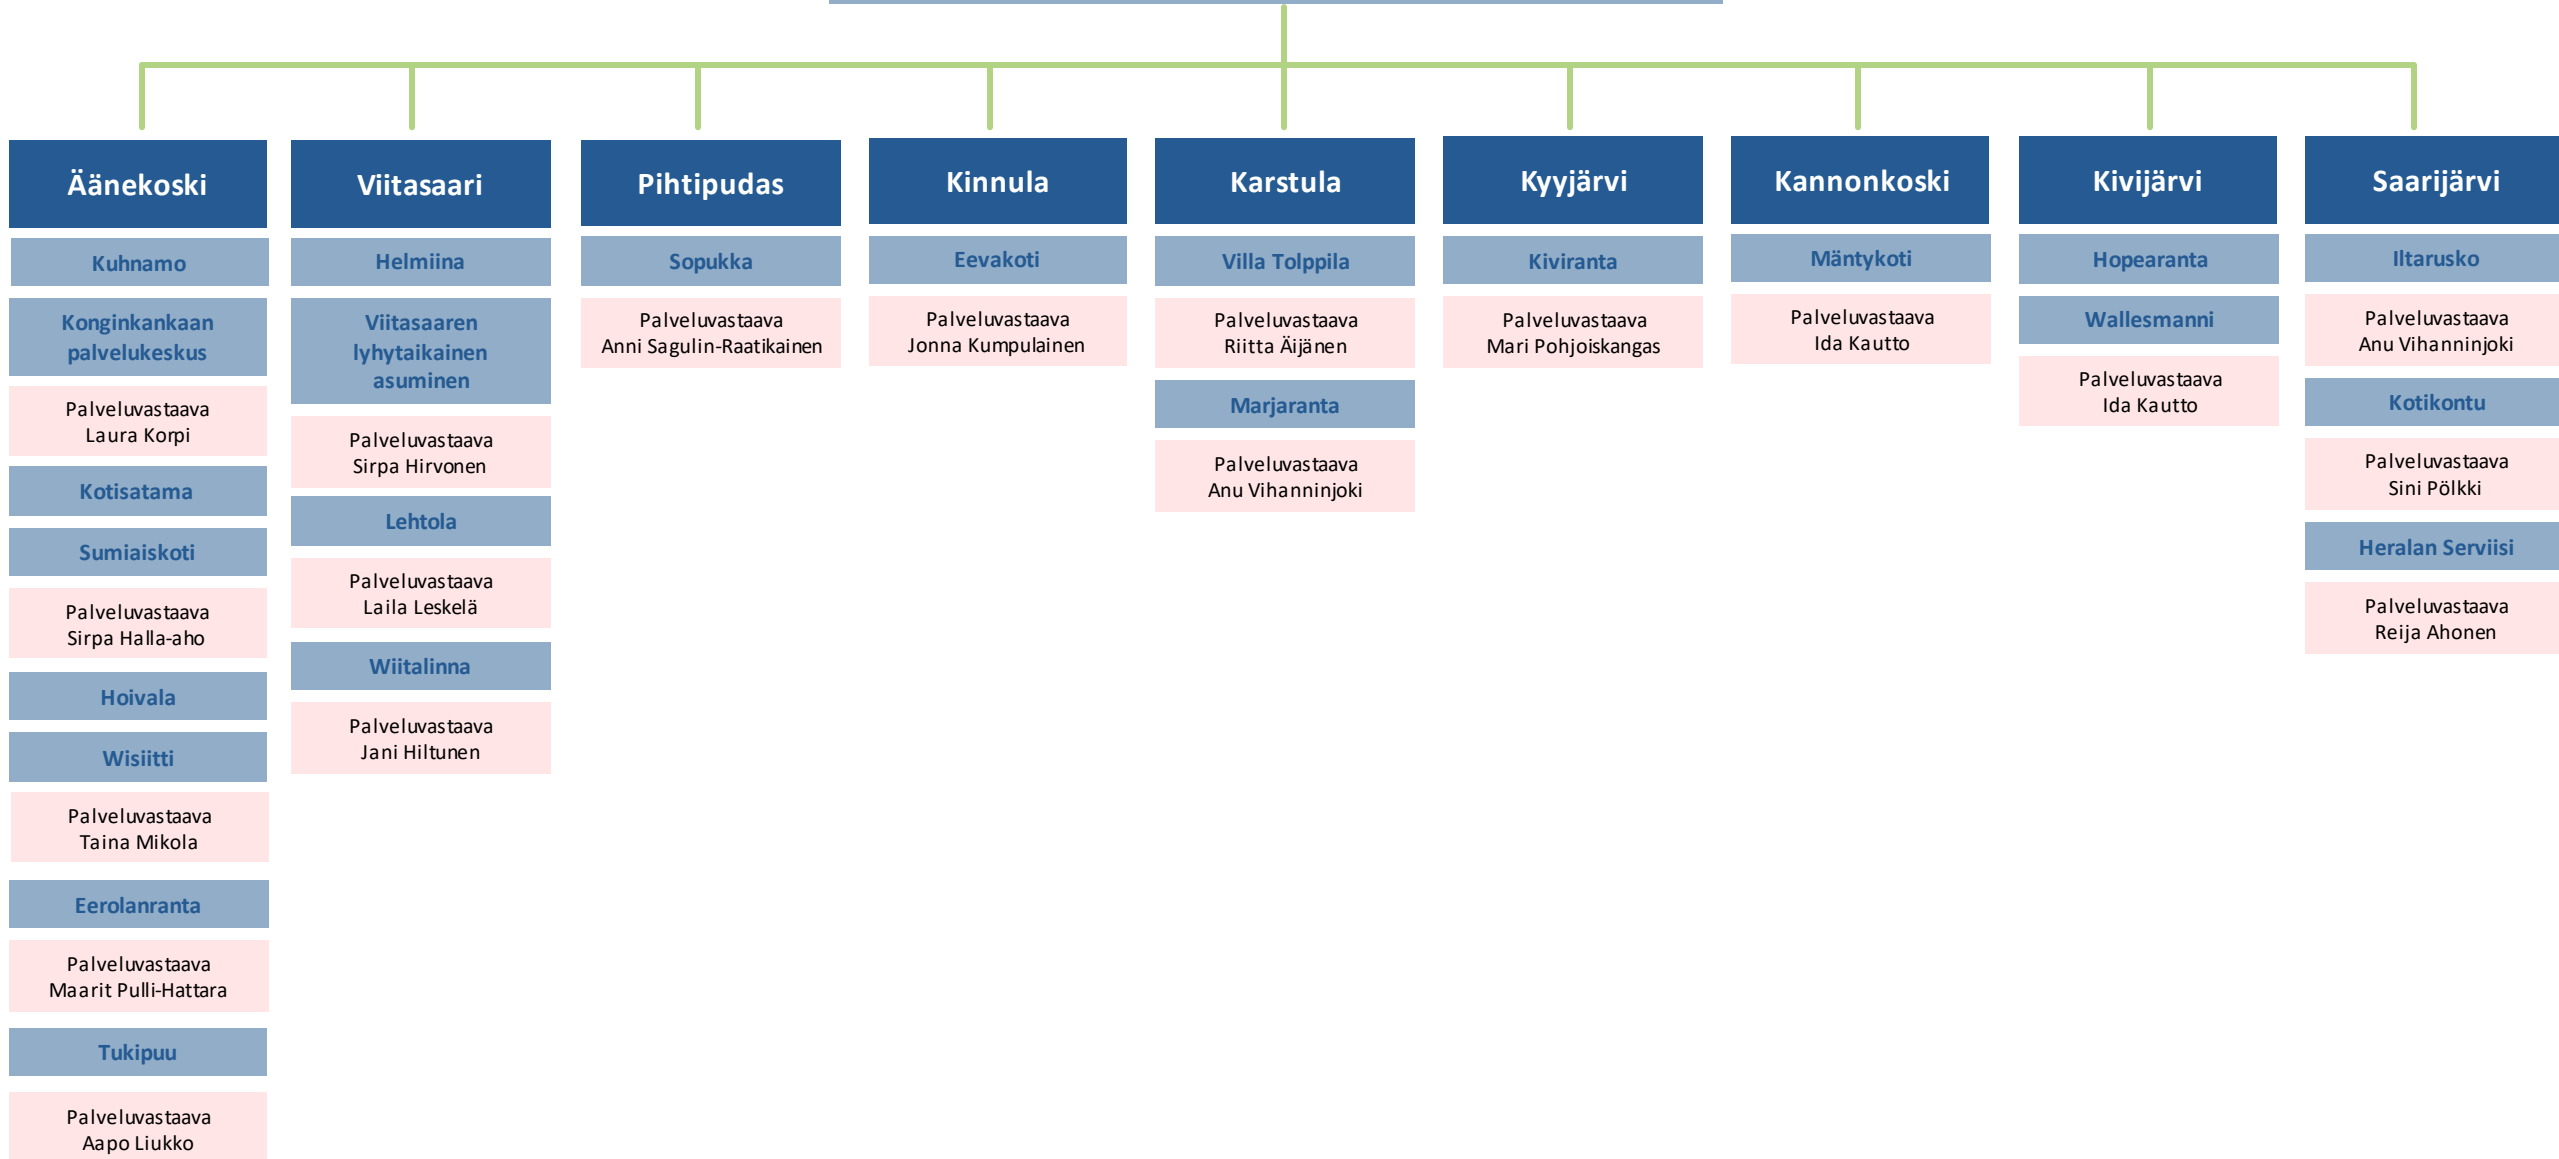 Äänekoski
Kuhnamo
Konginkankaan
palvelukeskus
Palveluvastaava
Laura Korpi
Kotisatama
Sumiaiskoti
Palveluvastaava
Sirpa Halla-aho
Hoivala
Wisiitti
Palveluvastaava
Taina Mikola
Eerolanranta
Palveluvastaava
Maarit Pulli-Hattara
Tukipuu
Palveluvastaava
Aapo Liukko
Viitasaari
Helmiina
Viitasaaren
lyhytaikainen
asuminen
Palveluvastaava
Sirpa Hirvonen
Lehtola
Palveluvastaava
Laila Leskelä
Wiitalinna
Palveluvastaava
Jani Hiltunen
Pihtipudas
Sopukka
Palveluvastaava
Anni Sagulin-Raatikainen
Kinnula
Eevakoti
Palveluvastaava
Jonna Kumpulainen
Karstula
Villa Tolppila
Palveluvastaava
Riitta Äijänen
Marjaranta
Palveluvastaava
Anu Vihanninjoki
Kyyjärvi
Kiviranta
Palveluvastaava
Mari Pohjoiskangas
Kannonkoski
Mäntykoti
Palveluvastaava
Ida Kautto
Kivijärvi
Hopearanta
Wallesmanni
Palveluvastaava
Ida Kautto
Saarijärvi
Iltarusko
Palveluvastaava
Anu Vihanninjoki
Kotikontu
Palveluvastaava
Sini Pölkki
Heralan Serviisi
Palveluvastaava
Reija Ahonen